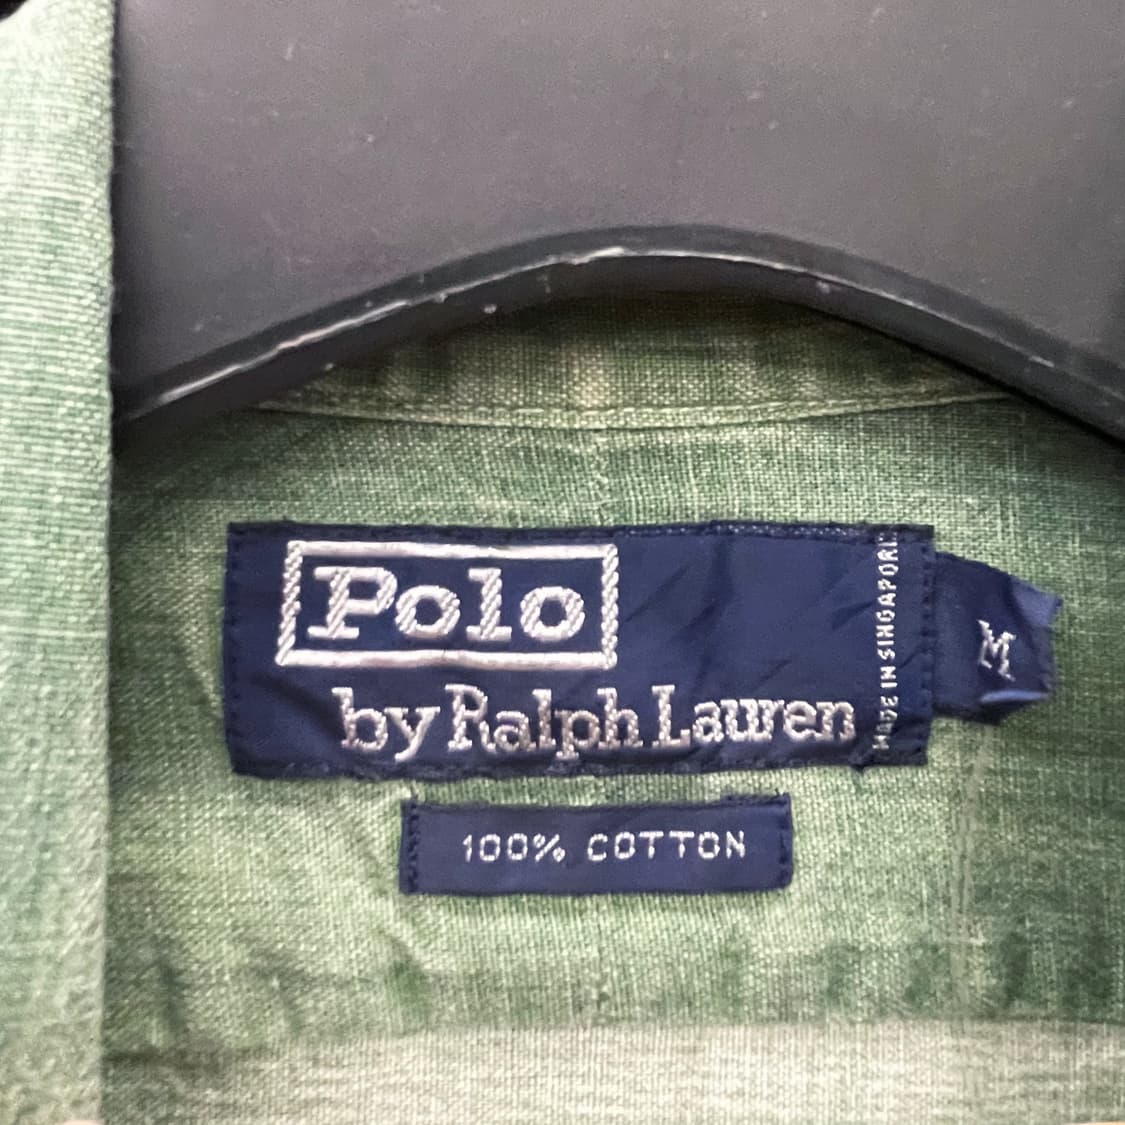 Polo
by Ralph Lauren
MADE IN SINGAPORE
M
100% COTTON